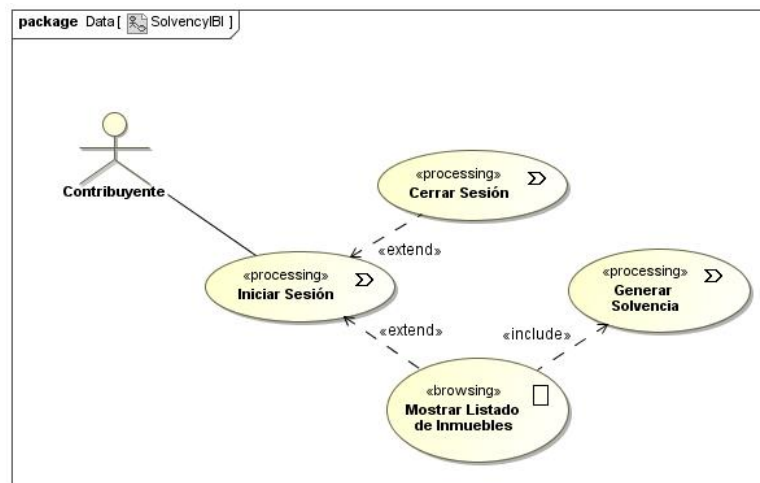 package Data [ SolvencyIBI ]
Contribuyente
«processing»
Cerrar Sesión
«extend»
«processing»
Iniciar Sesión
«processing»
Generar
Solvencia
«extend»
«include»
«browsing»
Mostrar Listado
de Inmuebles